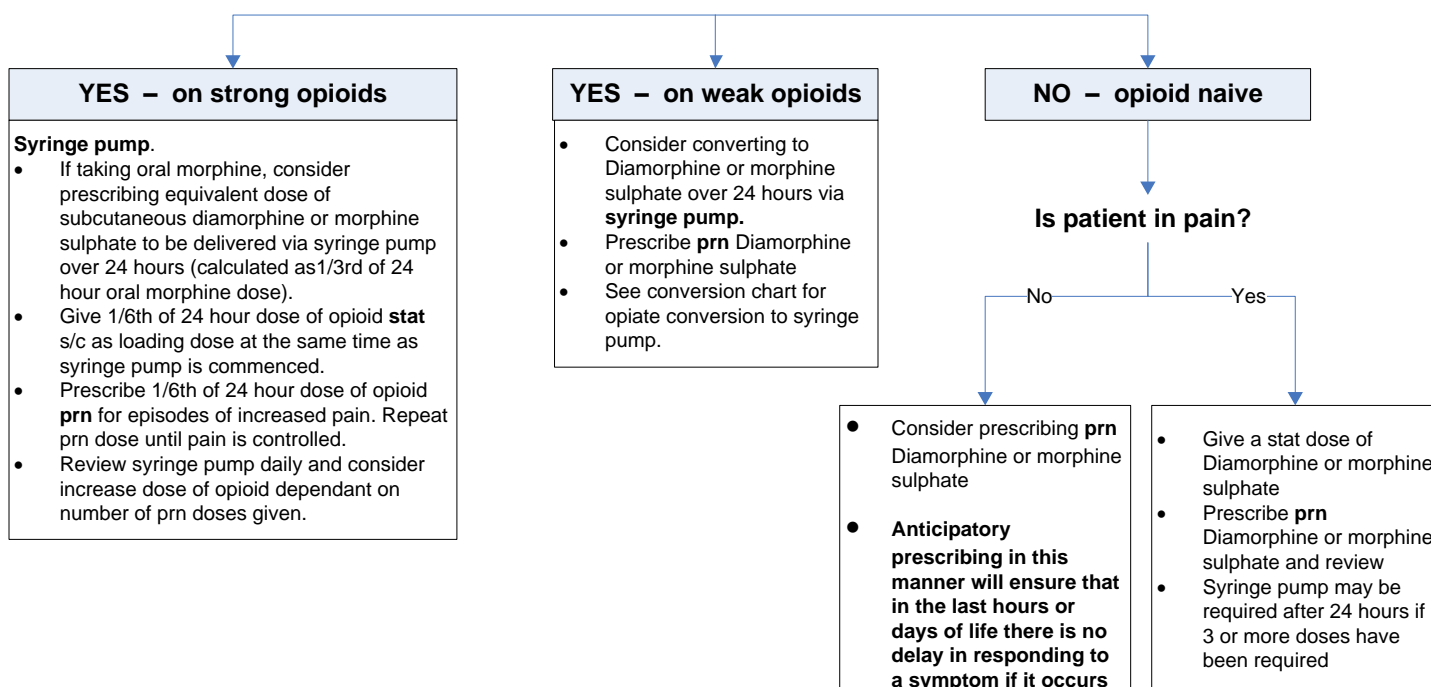 YES – on strong opioids
Syringe pump.
• If taking oral morphine, consider
prescribing equivalent dose of
subcutaneous diamorphine or morphine
sulphate to be delivered via syringe pump
over 24 hours (calculated as1/3rd of 24
hour oral morphine dose).
• Give 1/6th of 24 hour dose of opioid stat
s/c as loading dose at the same time as
syringe pump is commenced.
• Prescribe 1/6th of 24 hour dose of opioid
prn for episodes of increased pain. Repeat
prn dose until pain is controlled.
• Review syringe pump daily and consider
increase dose of opioid dependant on
number of prn doses given.
YES – on weak opioids
• Consider converting to
Diamorphine or morphine
sulphate over 24 hours via
syringe pump.
• Prescribe prn Diamorphine
or morphine sulphate
• See conversion chart for
opiate conversion to syringe
pump.
NO – opioid naive
Is patient in pain?
No
Yes
• Consider prescribing prn
Diamorphine or morphine
sulphate
• Anticipatory
prescribing in this
manner will ensure that
in the last hours or
days of life there is no
delay in responding to
a symptom if it occurs
• Give a stat dose of
Diamorphine or morphine
sulphate
• Prescribe prn
Diamorphine or morphine
sulphate and review
• Syringe pump may be
required after 24 hours if
3 or more doses have
been required